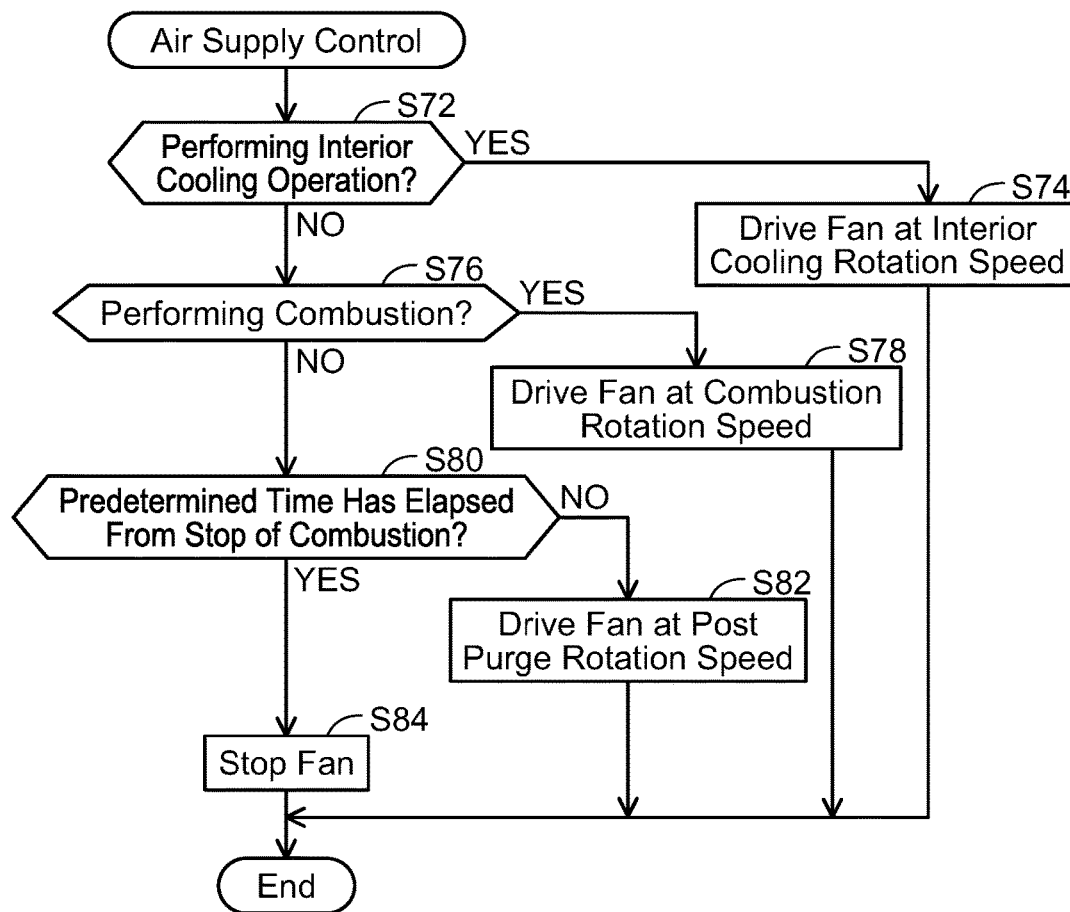 Air Supply Control
S72
Performing Interior
Cooling Operation?
YES
NO
S74
Drive Fan at Interior
Cooling Rotation Speed
S76
Performing Combustion?
YES
NO
S78
Drive Fan at Combustion
Rotation Speed
S80
Predetermined Time Has Elapsed
From Stop of Combustion?
NO
YES
S82
Drive Fan at Post
Purge Rotation Speed
S84
Stop Fan
End